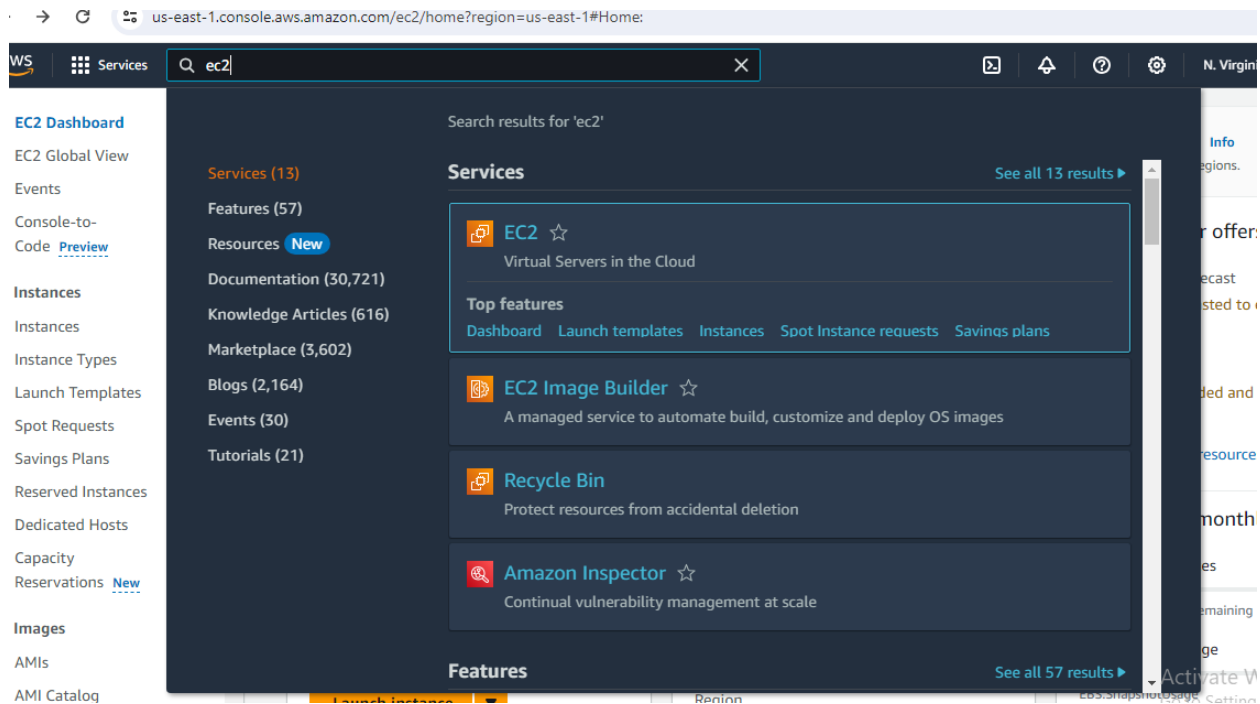 us-east-1.console.aws.amazon.com/ec2/home?region=us-east-1#Home:
Services
ec2
N. Virgini
EC2 Dashboard
EC2 Global View
Events
Console-to-
Code Preview
Instances
Instances
Instance Types
Launch Templates
Spot Requests
Savings Plans
Reserved Instances
Dedicated Hosts
Capacity
Reservations New
Images
AMIs
AMI Catalog
Search results for 'ec2'
Services (13)
Features (57)
Resources New
Documentation (30,721)
Knowledge Articles (616)
Marketplace (3,602)
Blogs (2,164)
Events (30)
Tutorials (21)
Services
See all 13 results
EC2
Virtual Servers in the Cloud
Top features
Dashboard Launch templates Instances Spot Instance requests Savings plans
EC2 Image Builder
A managed service to automate build, customize and deploy OS images
Recycle Bin
Protect resources from accidental deletion
Amazon Inspector
Continual vulnerability management at scale
Features
See all 57 results
Info
egions.
r offers
ecast
sted to
ded and
resource
month
es
emaining
ge
Activate W
Launch instance
Region
Setting